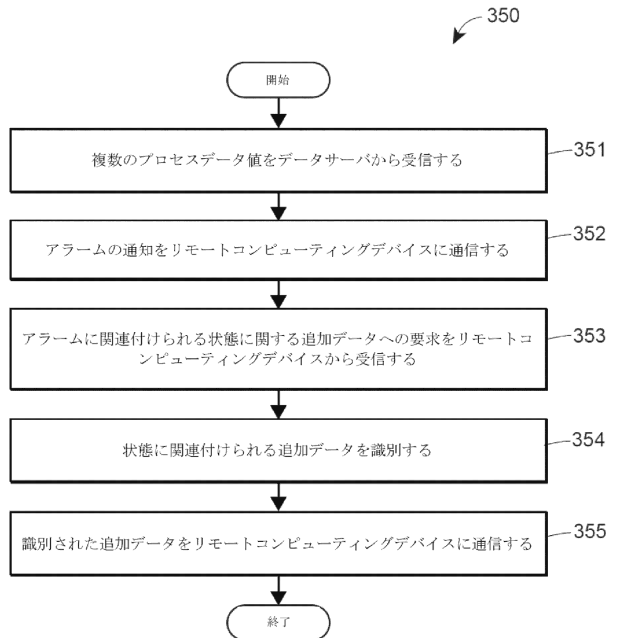 350
開始
複数のプロセスデータ値をデータサーバから受信する
351
アラームの通知をリモートコンピューティングデバイスに通信する
352
アラームに関連付けられる状態に関する追加データへの要求をリモートコ
ンピューティングデバイスから受信する
353
状態に関連付けられる追加データを識別する
354
識別された追加データをリモートコンピューティングデバイスに通信する
355
終了